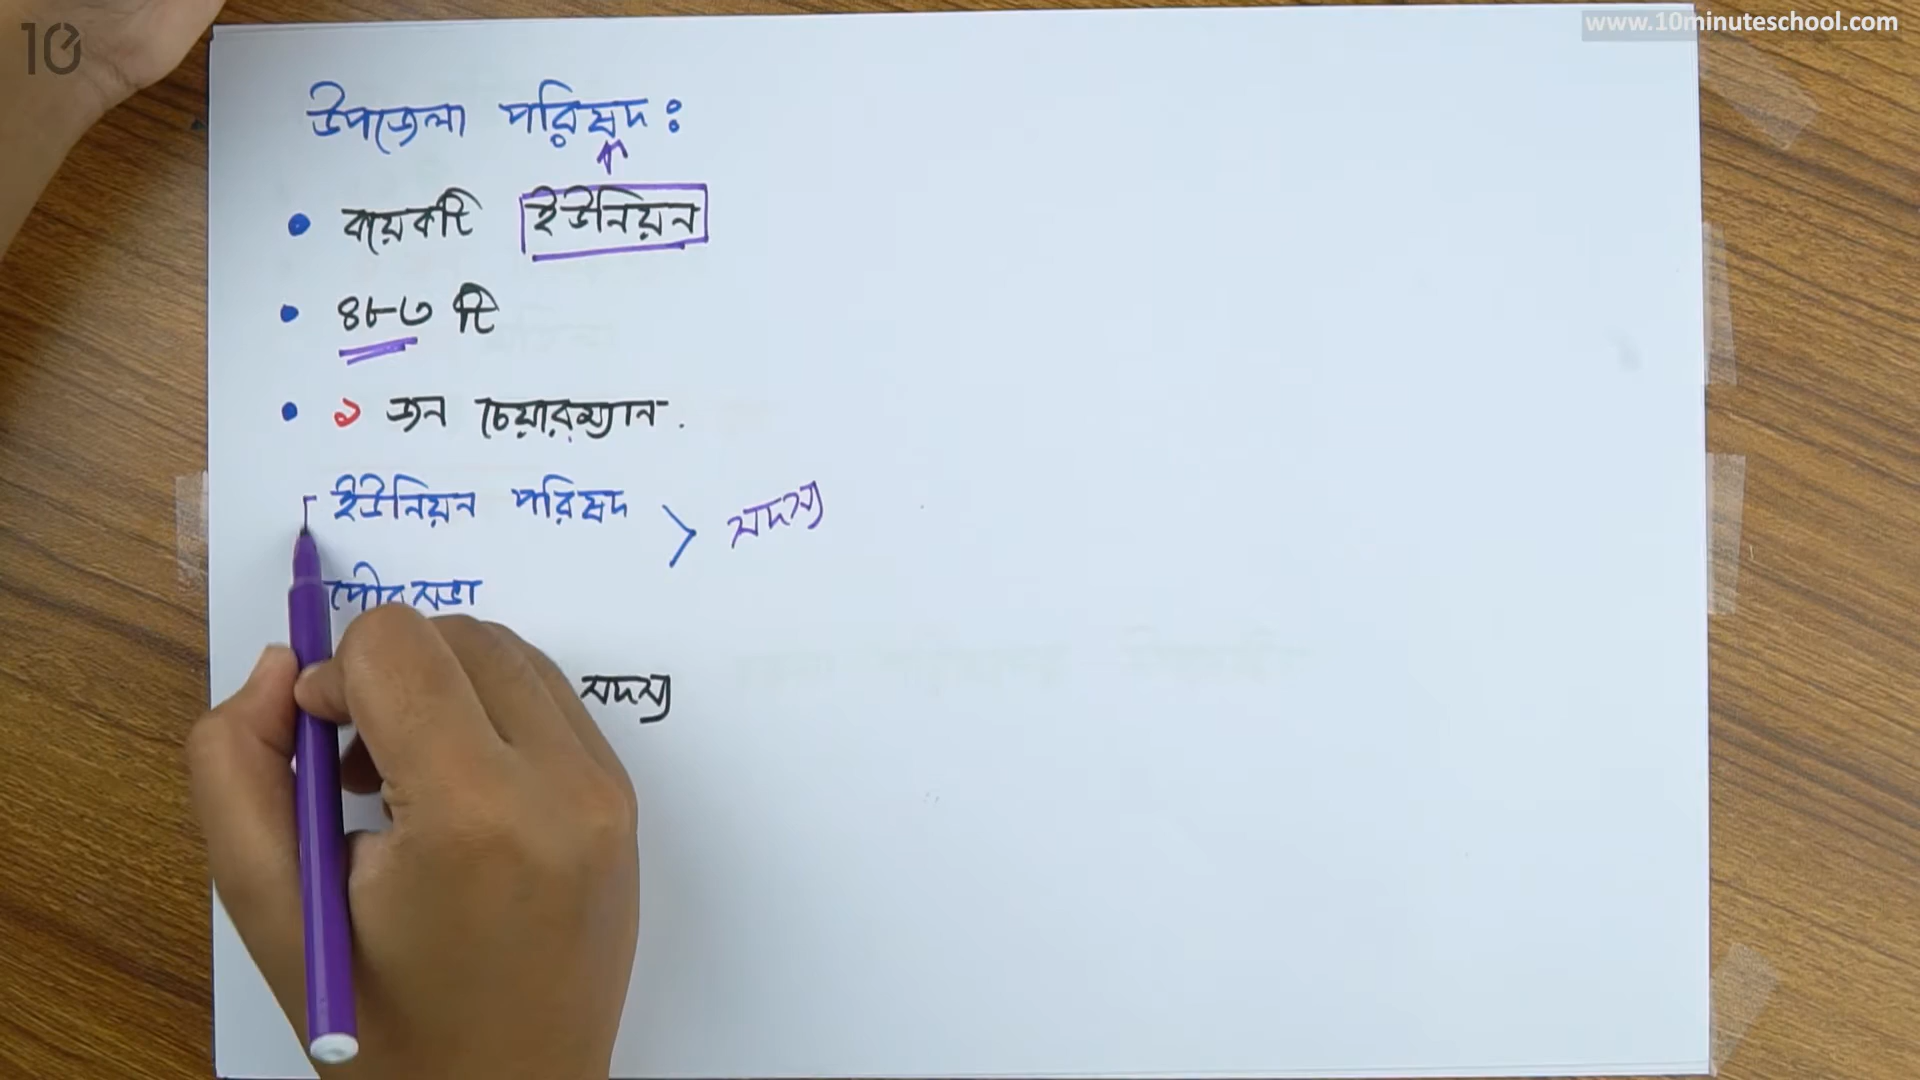 10
www.10minuteschool.com
উপজেলা পরিষদ :
• কয়েকটি ইউনিয়ন
• ৪৮৩ টি
• ১ জন চেয়ারম্যান.
ইউনিয়ন পরিষদ > সদস্য
পৌরসভা
সদস্য